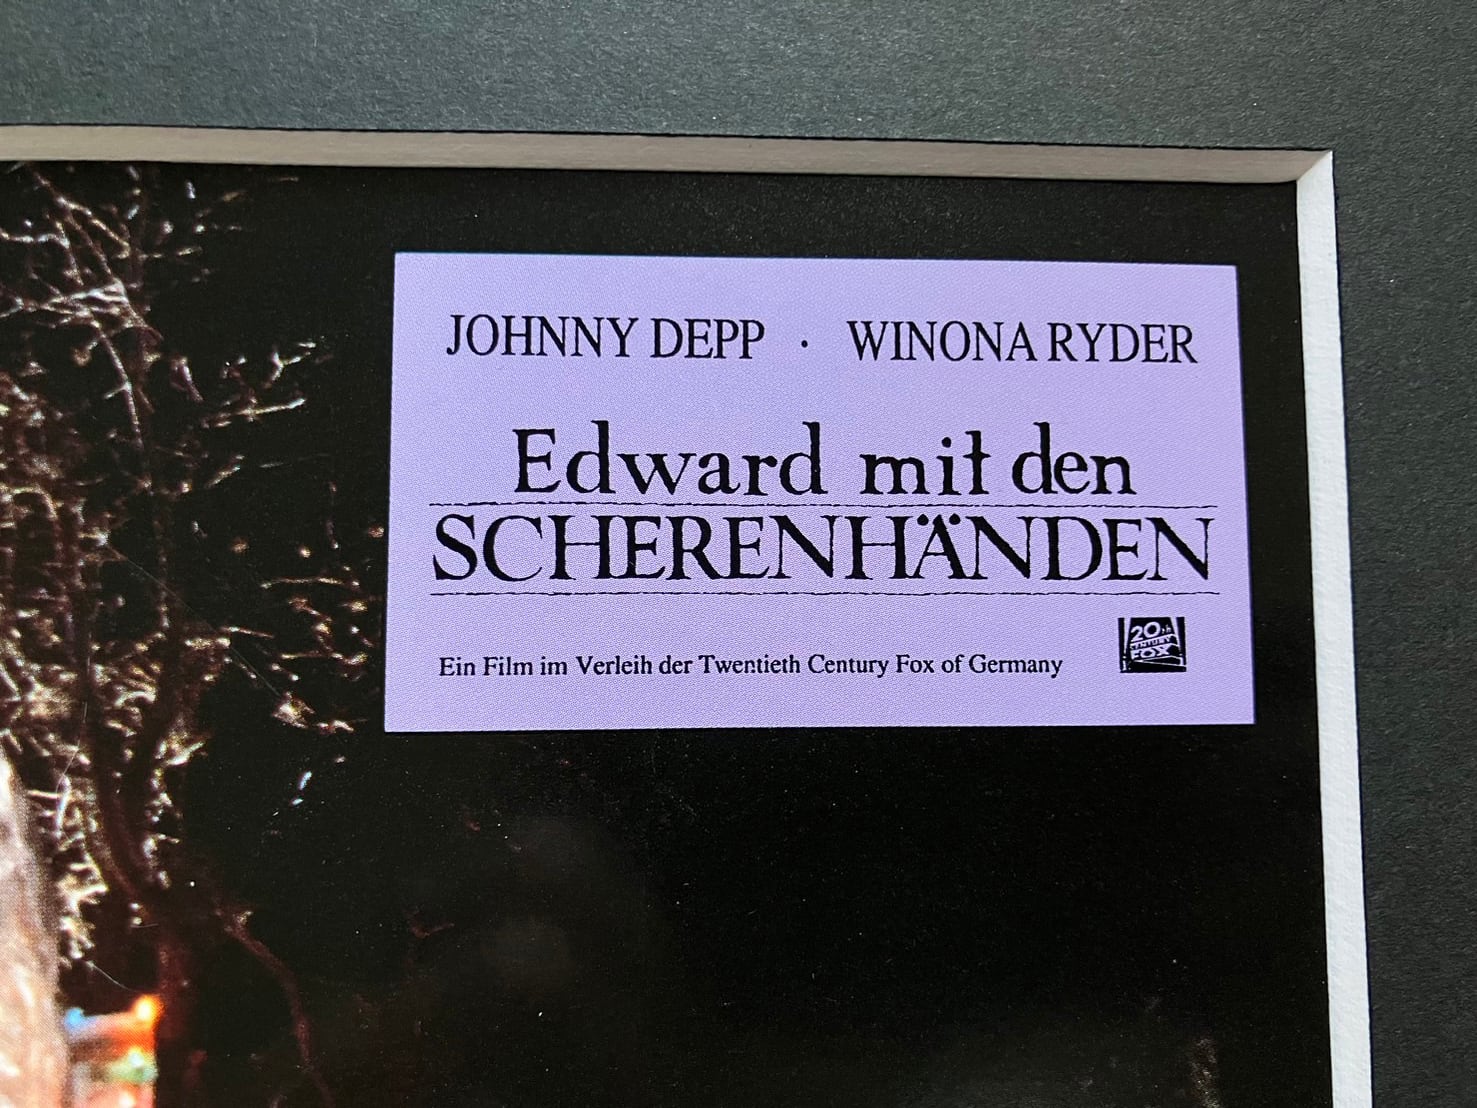 JOHNNY DEPP · WINONA RYDER
Edward mit den
SCHERENHÄNDEN
Ein Film im Verleih der Twentieth Century Fox of Germany
20th
CENTURY
FOX